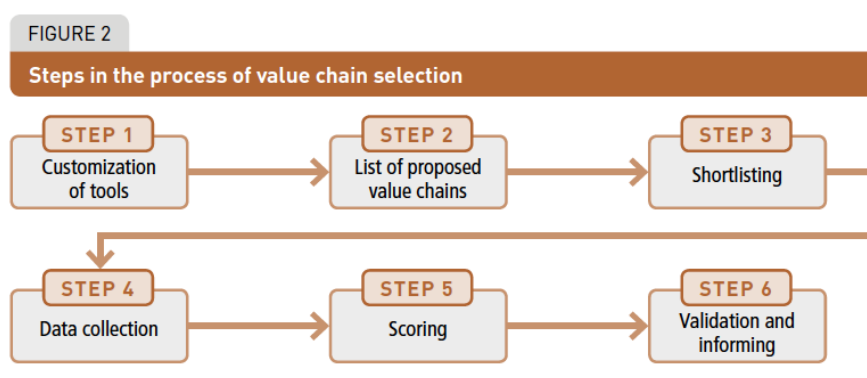 FIGURE 2
Steps in the process of value chain selection
STEP 1
Customization
of tools
STEP 2
List of proposed
value chains
STEP 3
Shortlisting
STEP 4
Data collection
STEP 5
Scoring
STEP 6
Validation and
informing